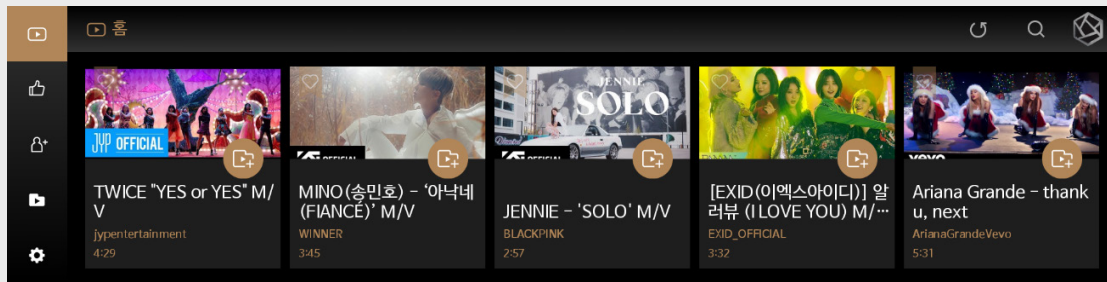 홈
JYP OFFICIAL
TWICE "YES or YES" M/
V
jypentertainment
4:29
OFFICIAL
MINO(송민호) - ‘아낙네
(FIANCÉ)’ M/V
WINNER
3:45
JENNIE
SOLO
OFFICIAL
JENNIE - 'SOLO' M/V
BLACKPINK
2:57
[EXID(이엑스아이디)] 알
러뷰 (I LOVE YOU) M/⋯
EXID_OFFICIAL
3:32
vevo
Ariana Grande - thank
u, next
ArianaGrandeVevo
5:31